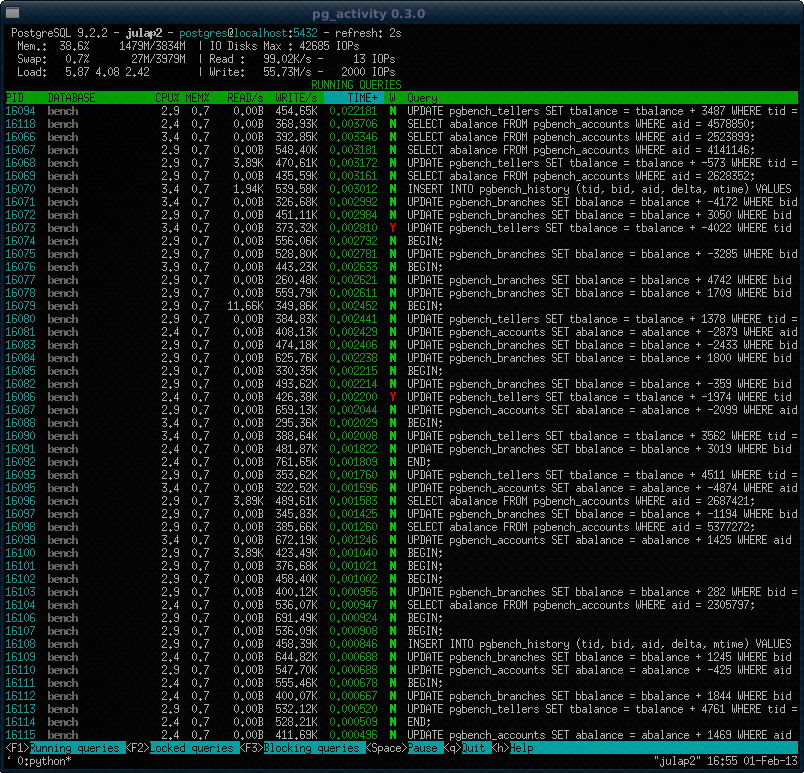 pg_activity 0.3.0
PostgreSQL 9.2.2 - julap2 - postgres@localhost:5432 - refresh: 2s
Mem.: 38.6% 1479M/3834M | IO Disks Max : 42685 IOPs
Swap: 0.7% 27M/3979M | Read : 99.02K/s - 13 IOPs
Load: 5.87 4.08 2.42 | Write: 55.73M/s - 2000 IOPs
RUNNING QUERIES
PID DATABASE CPU% MEM% READ/s WRITE/s TIME+ W Query
16094 bench 2.9 0.7 0.00B 454.65K 0.022181 N UPDATE pgbench_tellers SET tbalance = tbalance + 3487 WHERE tid =
16118 bench 2.9 0.7 0.00B 368.93K 0.003706 N SELECT abalance FROM pgbench_accounts WHERE aid = 4578850;
16066 bench 3.4 0.7 0.00B 392.85K 0.003346 N SELECT abalance FROM pgbench_accounts WHERE aid = 2523899;
16067 bench 3.4 0.7 0.00B 548.40K 0.003181 N SELECT abalance FROM pgbench_accounts WHERE aid = 4141146;
16068 bench 2.9 0.7 3.89K 470.61K 0.003172 N UPDATE pgbench_tellers SET tbalance = tbalance + -573 WHERE tid =
16069 bench 2.9 0.7 0.00B 435.59K 0.003161 N SELECT abalance FROM pgbench_accounts WHERE aid = 2628352;
16070 bench 3.4 0.7 1.94K 539.58K 0.003012 N INSERT INTO pgbench_history (tid, bid, aid, delta, mtime) VALUES
16071 bench 3.4 0.7 0.00B 326.68K 0.002992 N UPDATE pgbench_branches SET bbalance = bbalance + -4172 WHERE bid
16072 bench 2.9 0.7 0.00B 451.11K 0.002984 N UPDATE pgbench_branches SET bbalance = bbalance + 3050 WHERE bid
16073 bench 3.4 0.7 0.00B 373.32K 0.002810 Y UPDATE pgbench_tellers SET tbalance = tbalance + -4022 WHERE tid
16074 bench 2.9 0.7 0.00B 556.06K 0.002792 N BEGIN;
16075 bench 2.9 0.7 0.00B 528.80K 0.002781 N UPDATE pgbench_branches SET bbalance = bbalance + -3285 WHERE bid
16076 bench 3.9 0.7 0.00B 443.23K 0.002633 N BEGIN;
16077 bench 2.9 0.7 0.00B 260.48K 0.002621 N UPDATE pgbench_branches SET bbalance = bbalance + 4742 WHERE bid
16078 bench 2.9 0.7 0.00B 559.79K 0.002611 N UPDATE pgbench_branches SET bbalance = bbalance + 1709 WHERE bid
16079 bench 2.9 0.7 11.66K 349.86K 0.002452 N BEGIN;
16080 bench 2.9 0.7 0.00B 384.83K 0.002441 N UPDATE pgbench_tellers SET tbalance = tbalance + 1378 WHERE tid =
16081 bench 2.4 0.7 0.00B 408.13K 0.002429 N UPDATE pgbench_accounts SET abalance = abalance + -2879 WHERE aid
16083 bench 2.9 0.7 0.00B 474.18K 0.002406 N UPDATE pgbench_branches SET bbalance = bbalance + -2433 WHERE bid
16084 bench 2.9 0.7 0.00B 625.76K 0.002238 N UPDATE pgbench_branches SET bbalance = bbalance + 1800 WHERE bid
16085 bench 2.9 0.7 0.00B 330.35K 0.002215 N BEGIN;
16082 bench 2.9 0.7 0.00B 493.62K 0.002214 N UPDATE pgbench_branches SET bbalance = bbalance + -359 WHERE bid
16086 bench 2.4 0.7 0.00B 426.38K 0.002200 Y UPDATE pgbench_tellers SET tbalance = tbalance + -1974 WHERE tid
16087 bench 2.9 0.7 0.00B 659.13K 0.002044 N UPDATE pgbench_accounts SET abalance = abalance + -2099 WHERE aid
16088 bench 3.4 0.7 0.00B 295.36K 0.002029 N BEGIN;
16090 bench 3.4 0.7 0.00B 388.64K 0.002008 N UPDATE pgbench_tellers SET tbalance = tbalance + 3562 WHERE tid =
16091 bench 2.4 0.7 0.00B 481.87K 0.001822 N UPDATE pgbench_branches SET bbalance = bbalance + 3019 WHERE bid
16092 bench 2.4 0.7 0.00B 761.65K 0.001809 N END;
16093 bench 2.9 0.7 0.00B 353.62K 0.001760 N UPDATE pgbench_tellers SET tbalance = tbalance + 4511 WHERE tid =
16095 bench 3.4 0.7 0.00B 322.52K 0.001596 N UPDATE pgbench_accounts SET abalance = abalance + -4874 WHERE aid
16096 bench 2.9 0.7 3.89K 499.61K 0.001583 N SELECT abalance FROM pgbench_accounts WHERE aid = 2687421;
16097 bench 2.9 0.7 0.00B 345.83K 0.001425 N UPDATE pgbench_branches SET bbalance = bbalance + -1194 WHERE bid
16098 bench 2.9 0.7 0.00B 385.66K 0.001260 N SELECT abalance FROM pgbench_accounts WHERE aid = 5377272;
16099 bench 3.4 0.7 0.00B 672.19K 0.001246 N UPDATE pgbench_accounts SET abalance = abalance + 1425 WHERE aid
16100 bench 2.9 0.7 3.89K 423.49K 0.001040 N BEGIN;
16101 bench 2.9 0.7 0.00B 376.68K 0.001021 N BEGIN;
16102 bench 2.9 0.7 0.00B 458.40K 0.001002 N BEGIN;
16103 bench 2.9 0.7 0.00B 400.12K 0.000956 N UPDATE pgbench_branches SET bbalance = bbalance + 282 WHERE bid =
16104 bench 2.4 0.7 0.00B 536.07K 0.000947 N SELECT abalance FROM pgbench_accounts WHERE aid = 2305797;
16106 bench 2.9 0.7 0.00B 691.49K 0.000924 N BEGIN;
16107 bench 2.9 0.7 0.00B 536.09K 0.000908 N BEGIN;
16108 bench 2.9 0.7 0.00B 458.39K 0.000846 N INSERT INTO pgbench_history (tid, bid, aid, delta, mtime) VALUES
16109 bench 2.4 0.7 0.00B 644.82K 0.000688 N UPDATE pgbench_branches SET bbalance = bbalance + 1245 WHERE bid
16110 bench 2.4 0.7 0.00B 547.70K 0.000688 N UPDATE pgbench_accounts SET abalance = abalance + -425 WHERE aid
16111 bench 2.4 0.7 0.00B 555.46K 0.000678 N BEGIN;
16112 bench 2.4 0.7 0.00B 400.07K 0.000667 N UPDATE pgbench_branches SET bbalance = bbalance + 1844 WHERE bid
16113 bench 2.9 0.7 0.00B 532.12K 0.000520 N UPDATE pgbench_tellers SET tbalance = tbalance + 4761 WHERE tid =
16114 bench 2.4 0.7 0.00B 528.21K 0.000509 N END;
16115 bench 2.4 0.7 0.00B 411.69K 0.000496 N UPDATE pgbench_accounts SET abalance = abalance + 1469 WHERE aid
<F1>Running queries <F2>Locked queries <F3>Blocking queries <Space>Pause <q>Quit <h>Help
' 0:python* "julap2" 16:55 01-Feb-13